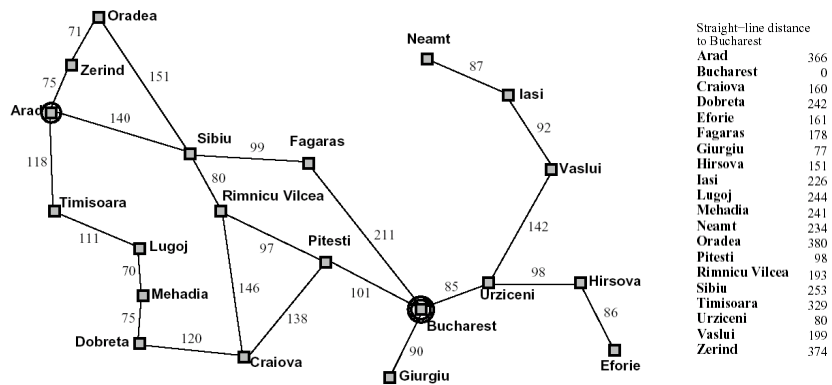 Oradea
71
Neamt
Zerind
87
75
151
Iasi
Arad
140
92
Sibiu
Fagaras
99
118
Vaslui
80
Timisoara
Rimnicu Vilcea
211
142
111
Lugoj
97
Pitesti
70
98
Hirsova
146
101
85
Urziceni
Mehadia
86
138
Bucharest
75
120
Dobreta
90
Craiova
Eforie
Giurgiu
Straight−line distance
to Bucharest
Arad 366
Bucharest 0
Craiova 160
Dobreta 242
Eforie 161
Fagaras 178
Giurgiu 77
Hirsova 151
Iasi 226
Lugoj 244
Mehadia 241
Neamt 234
Oradea 380
Pitesti 98
Rimnicu Vilcea 193
Sibiu 253
Timisoara 329
Urziceni 80
Vaslui 199
Zerind 374